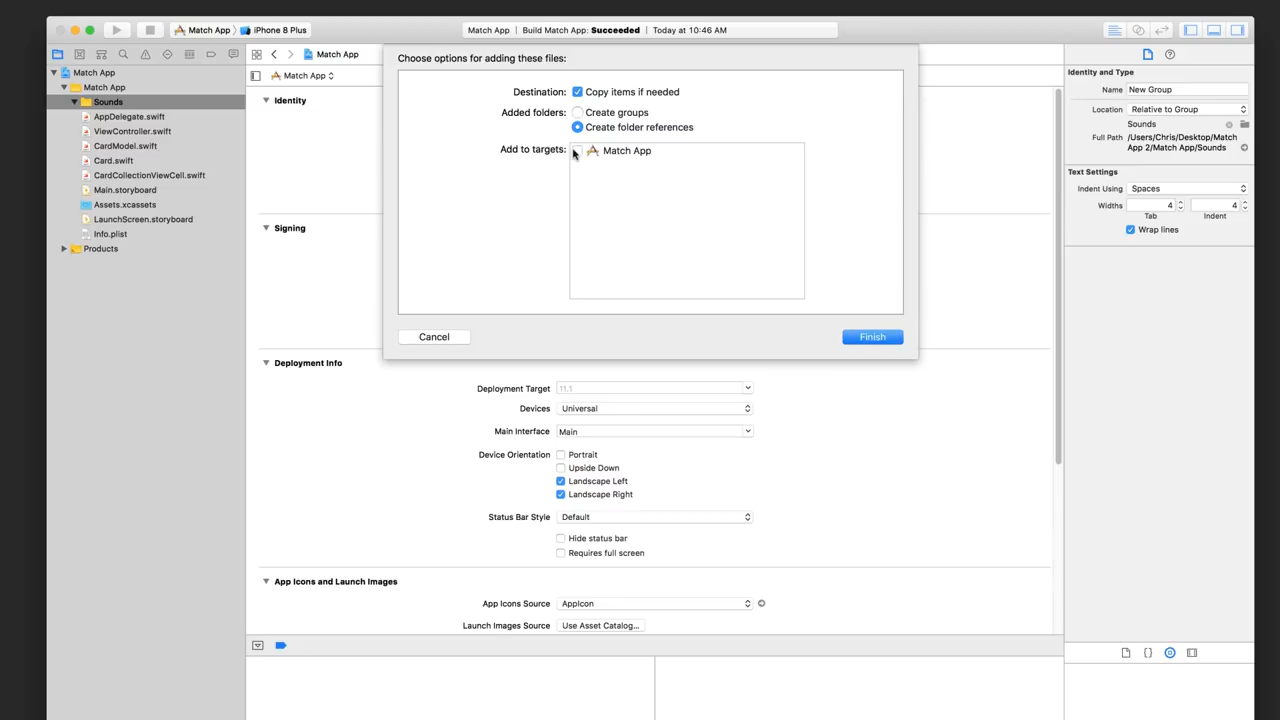 Match App
iPhone 8 Plus
Match App | Build Match App: Succeeded | Today at 10:46 AM
Match App
Match App
Sounds
AppDelegate.swift
ViewController.swift
CardModel.swift
Card.swift
CardCollectionViewCell.swift
Main.storyboard
Assets.xcassets
LaunchScreen.storyboard
Info.plist
Products
Match App
Match App
Identity
Signing
Choose options for adding these files:
Destination: Copy items if needed
Added folders: Create groups
Create folder references
Add to targets: Match App
Cancel
Finish
Deployment Info
Deployment Target 11.1
Devices Universal
Main Interface Main
Device Orientation Portrait
Upside Down
Landscape Left
Landscape Right
Status Bar Style Default
Hide status bar
Requires full screen
App Icons and Launch Images
App Icons Source AppIcon
Launch Images Source Use Asset Catalog...
Identity and Type
Name New Group
Location Relative to Group
Sounds
Full Path /Users/Chris/Desktop/Match
App 2/Match App/Sounds
Text Settings
Indent Using Spaces
Widths 4 4
Tab Indent
Wrap lines